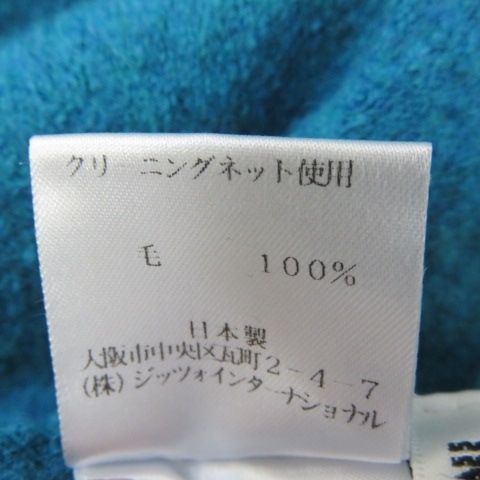 クリーニングネット使用
毛 100%
日本製
大阪市中央区瓦町2-4-7
(株)ジッツォインターナショナル